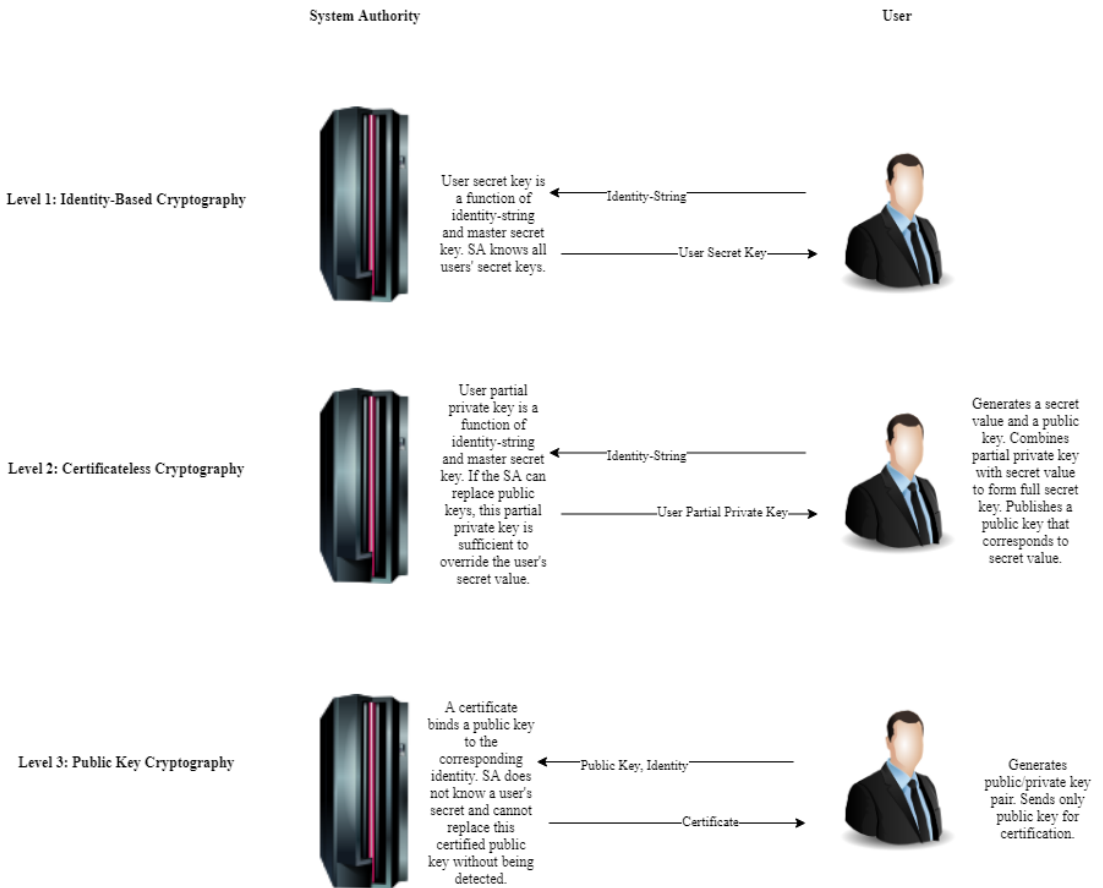 System Authority
User
Level 1: Identity-Based Cryptography
User secret key is
a function of
identity-string
and master secret
key. SA knows all
users' secret keys.
Identity-String
User Secret Key
Level 2: Certificateless Cryptography
User partial
private key is a
function of
identity-string
and master secret
key. If the SA can
replace public
keys, this partial
private key is
sufficient to
override the user's
secret value.
Identity-String
User Partial Private Key
Generates a secret
value and a public
key. Combines
partial private key
with secret value
to form full secret
key. Publishes a
public key that
corresponds to
secret value.
Level 3: Public Key Cryptography
A certificate
binds a public key
to the
corresponding
identity. SA does
not know a user's
secret and cannot
replace this
certified public
key without being
detected.
Public Key, Identity
Certificate
Generates
public/private key
pair. Sends only
public key for
certification.